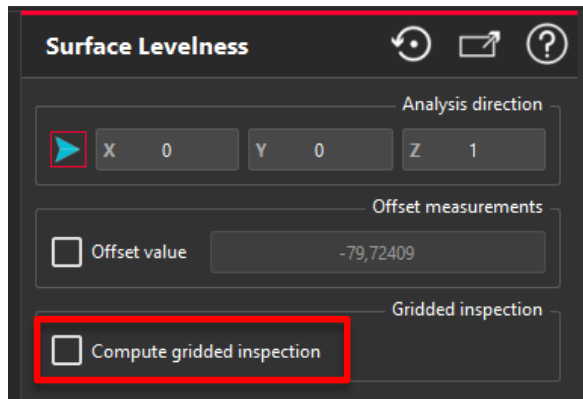 Surface Levelness
Analysis direction
X 0 Y 0 Z 1
Offset measurements
Offset value -79,72409
Gridded inspection
Compute gridded inspection